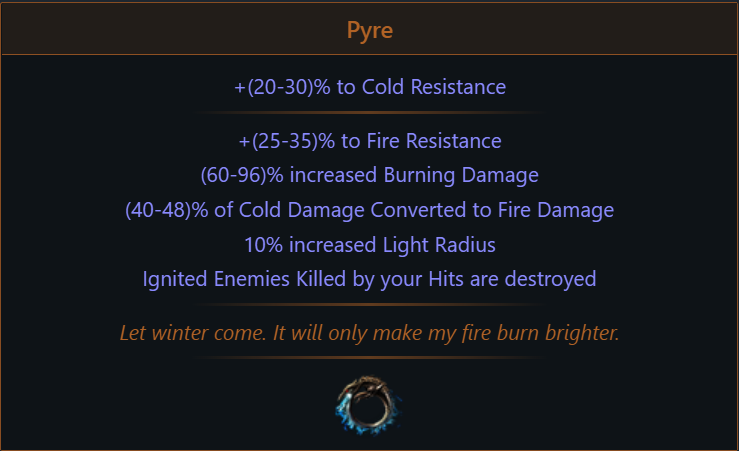 Pyre
+(20-30)% to Cold Resistance
+(25-35)% to Fire Resistance
(60-96)% increased Burning Damage
(40-48)% of Cold Damage Converted to Fire Damage
10% increased Light Radius
Ignited Enemies Killed by your Hits are destroyed
Let winter come. It will only make my fire burn brighter.